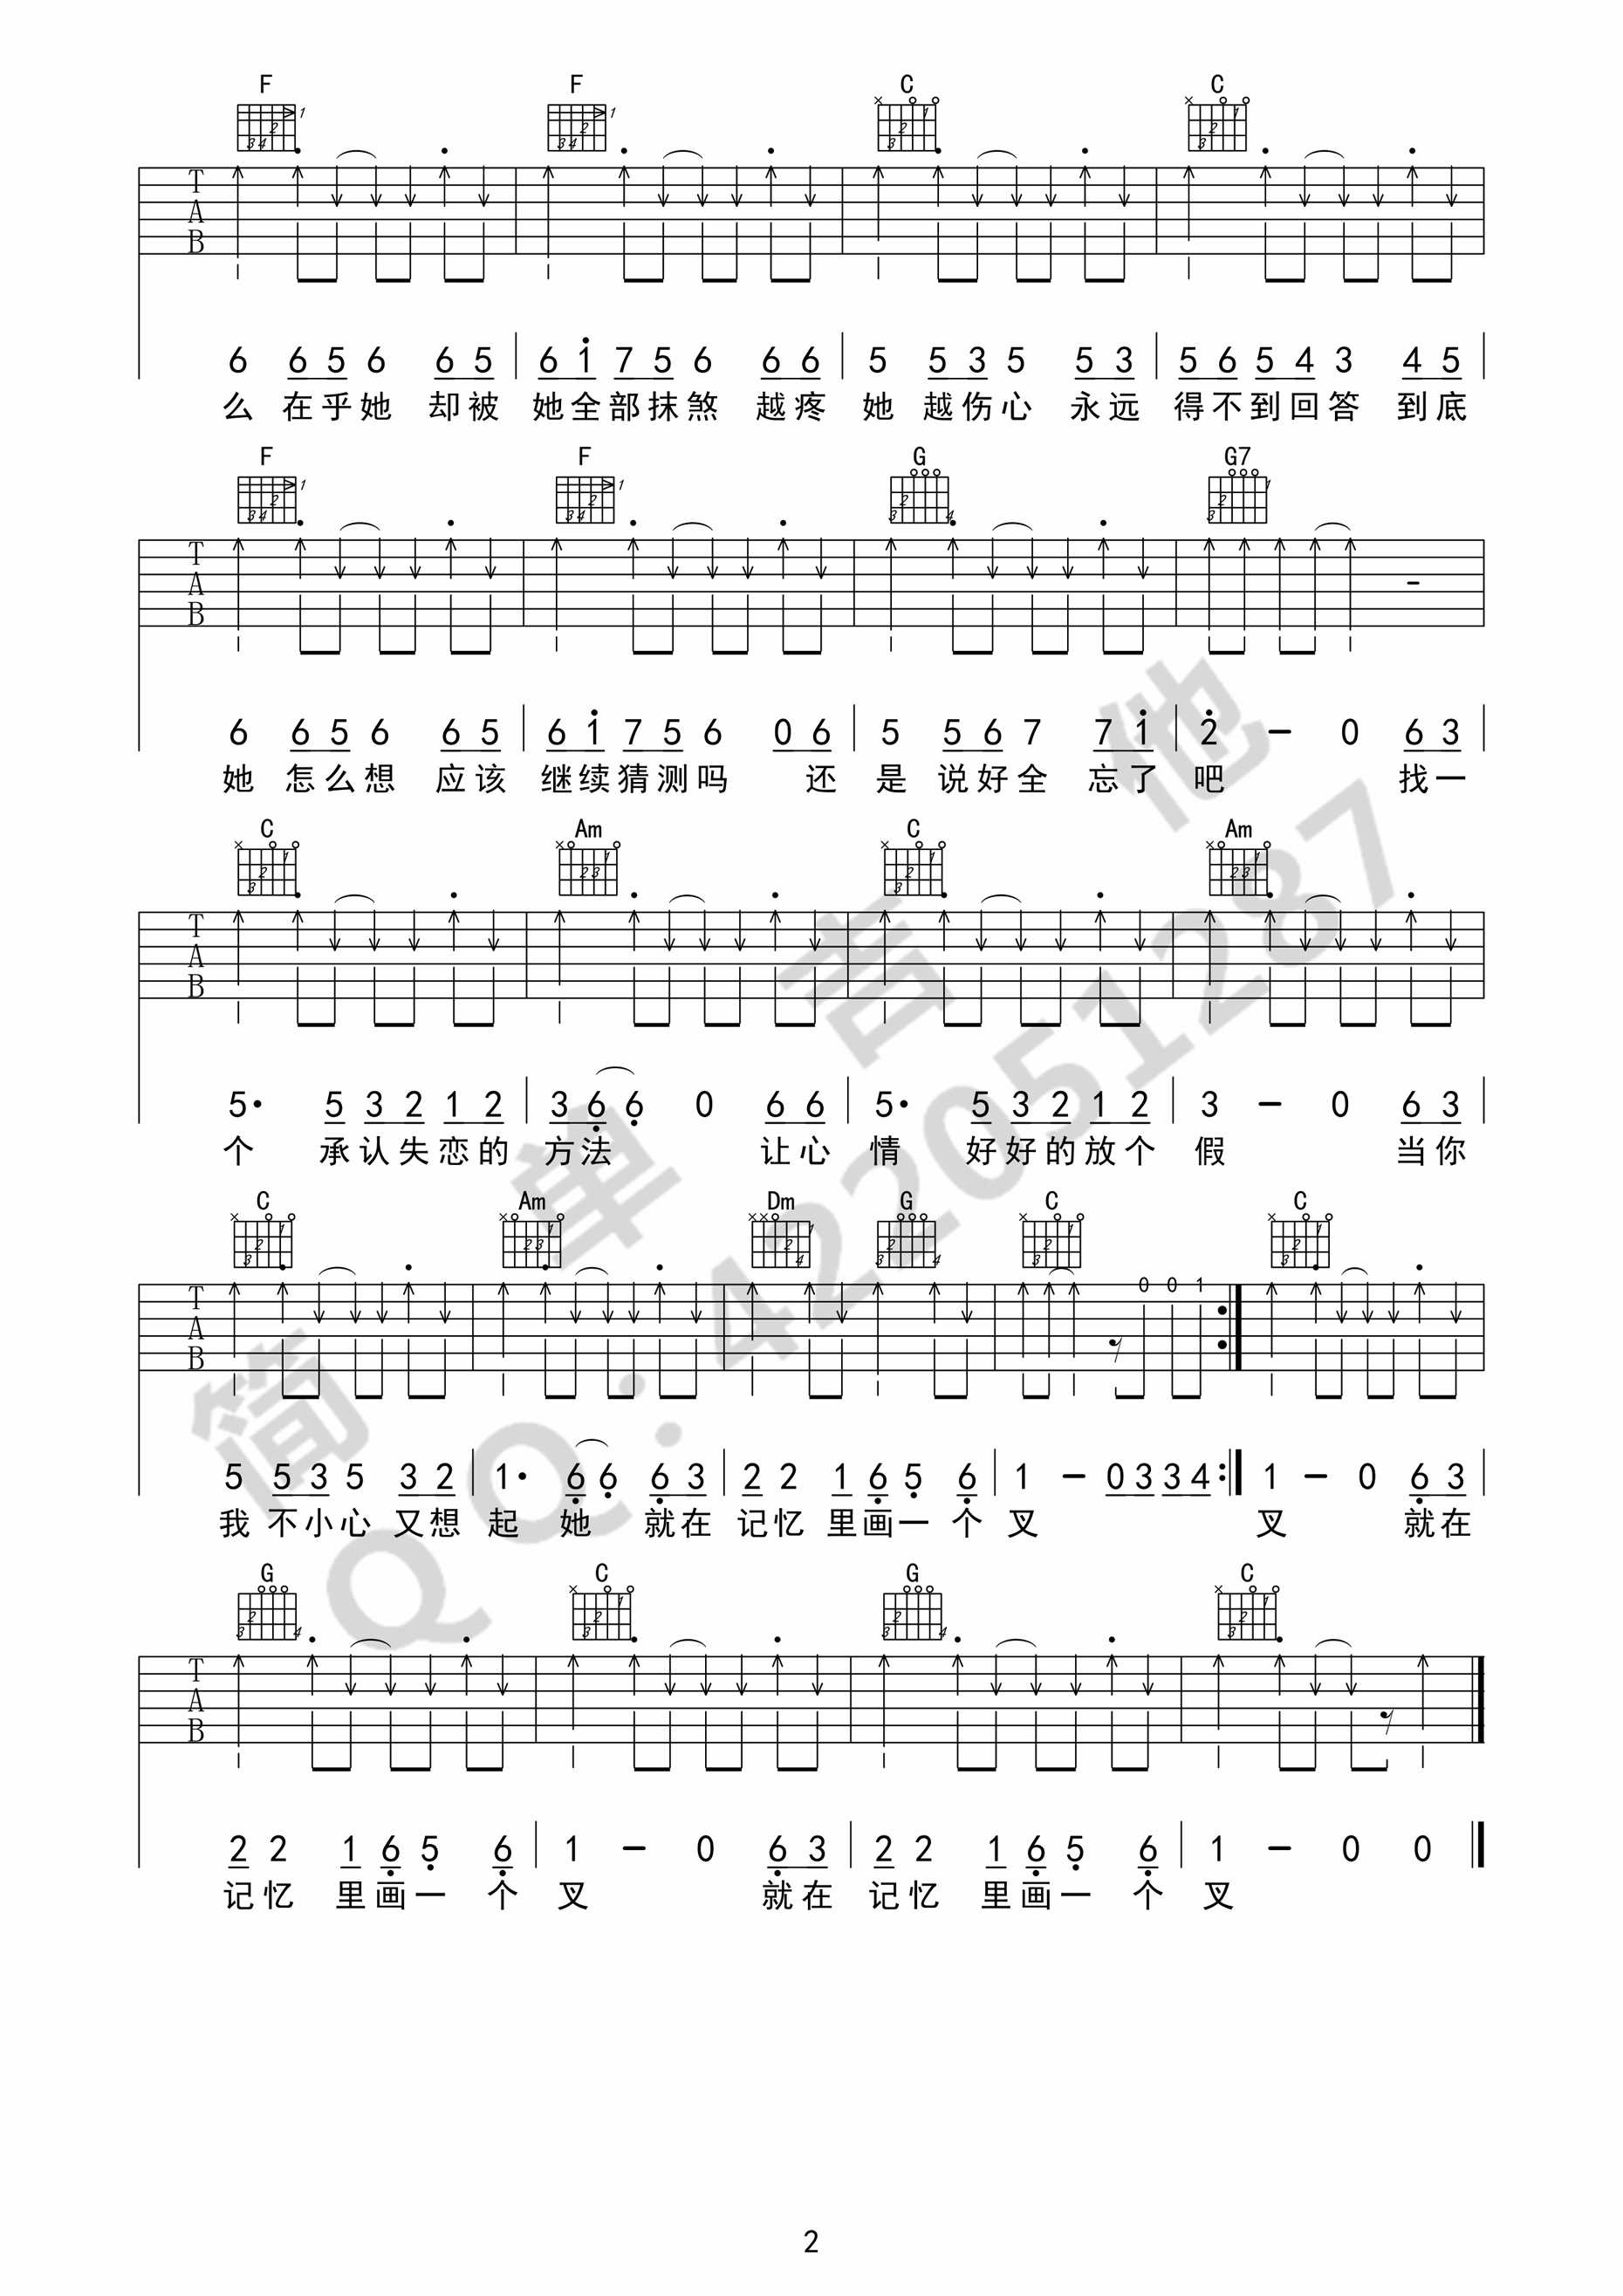 F F C C
T
A
B
6 6 5 6 6 5 6 1 7 5 6 6 6 5 5 3 5 5 3 5 6 5 4 3 4 5
么 在乎她 却被 她全部抹煞 越疼 她 越伤心 永远 得不到回答 到底
F F G G7
T
A
B
6 6 5 6 6 5 6 1 7 5 6 0 6 5 5 6 7 7 1 2 - 0 6 3
她 怎么想 应该 继续猜测吗 还 是 说好全 忘了 吧 找一
C Am C Am
T
A
B
5· 5 3 2 1 2 3 6 6 0 6 6 5· 5 3 2 1 2 3 - 0 6 3
个 承认失恋的 方法 让心 情 好好的放个 假 当你
C Am Dm G C C
0 0 1
T
A
B
5 5 3 5 3 2 1· 6 6 6 3 2 2 1 6 5 6 1 - 0 3 3 4 :‖ 1 - 0 6 3
我 不小心 又想 起 她 就在 记忆 里画一 个 叉 叉 就在
G C G C
T
A
B
2 2 1 6 5 6 1 - 0 6 3 2 2 1 6 5 6 1 - 0 0
记忆 里画一 个 叉 就在 记忆 里画一 个 叉
简单吉他
QQ:422051287
2